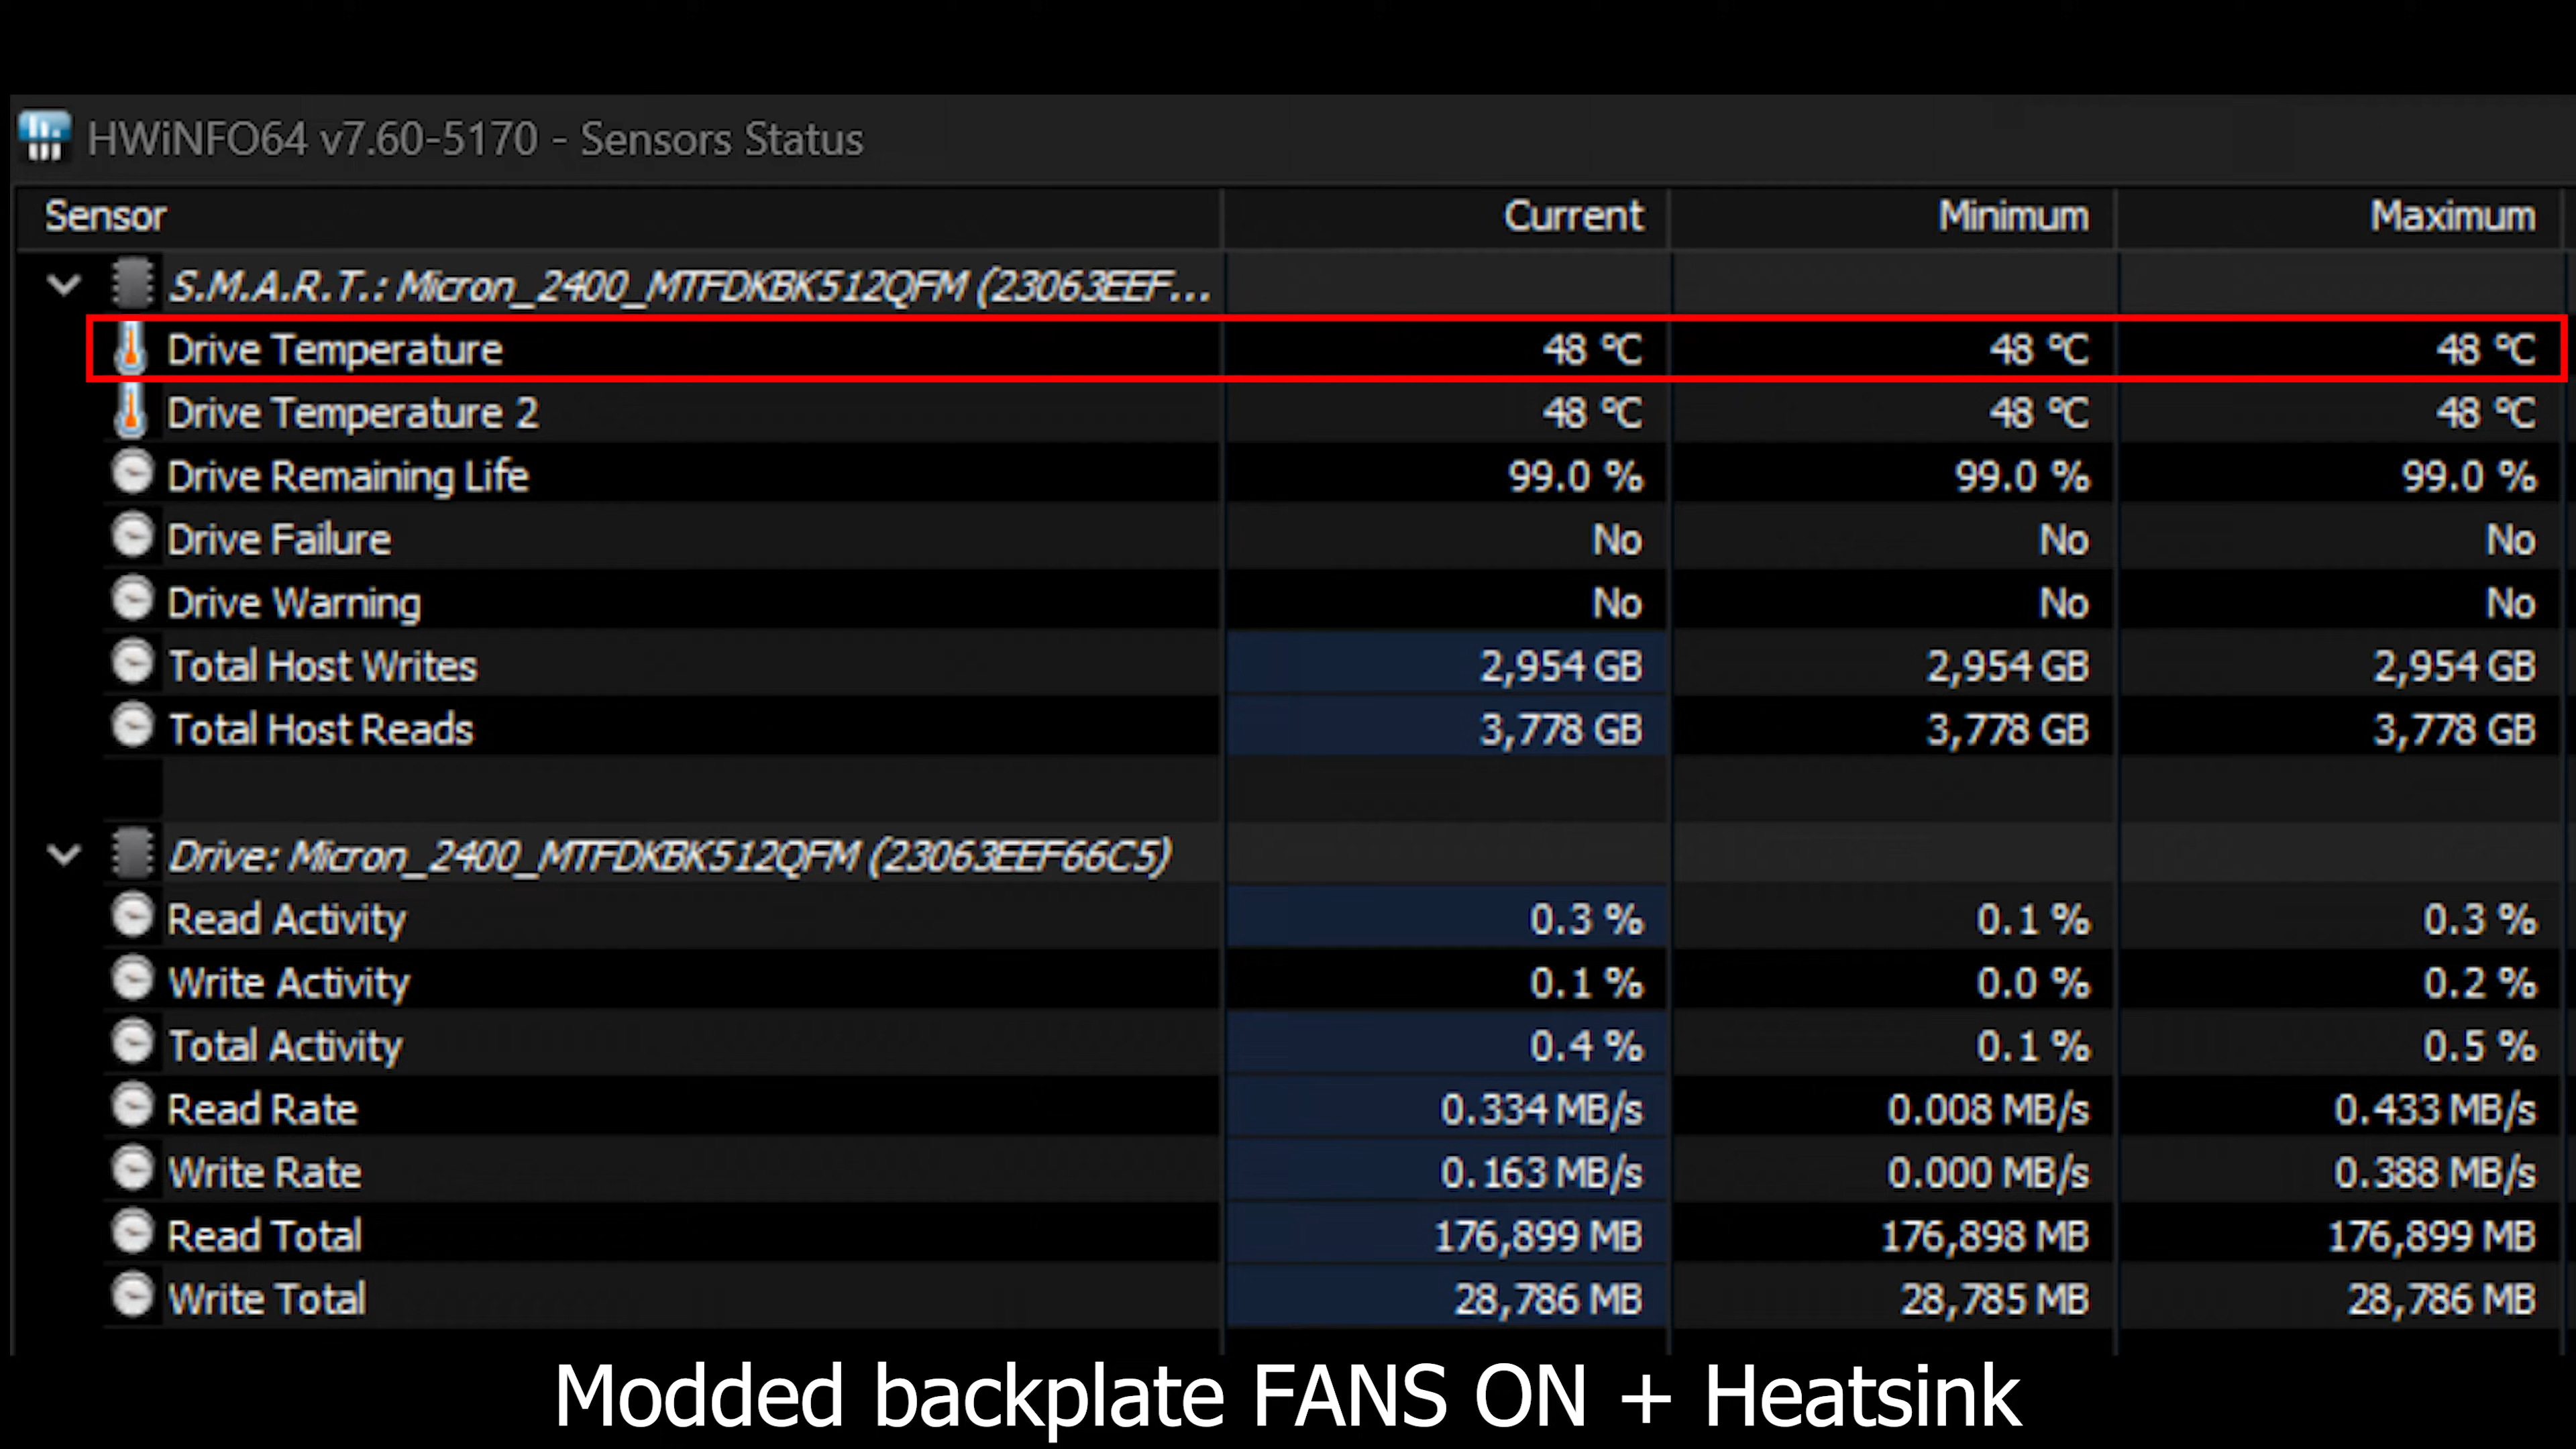 HWiNFO64 v7.60-5170 - Sensors Status
Sensor Current Minimum Maximum
S.M.A.R.T.: Micron_2400_MTFDKBK512QFM (23063EEF...
Drive Temperature 48 °C 48 °C 48 °C
Drive Temperature 2 48 °C 48 °C 48 °C
Drive Remaining Life 99.0 % 99.0 % 99.0 %
Drive Failure No No No
Drive Warning No No No
Total Host Writes 2,954 GB 2,954 GB 2,954 GB
Total Host Reads 3,778 GB 3,778 GB 3,778 GB
Drive: Micron_2400_MTFDKBK512QFM (23063EEF66C5)
Read Activity 0.3 % 0.1 % 0.3 %
Write Activity 0.1 % 0.0 % 0.2 %
Total Activity 0.4 % 0.1 % 0.5 %
Read Rate 0.334 MB/s 0.008 MB/s 0.433 MB/s
Write Rate 0.163 MB/s 0.000 MB/s 0.388 MB/s
Read Total 176,899 MB 176,898 MB 176,899 MB
Write Total 28,786 MB 28,785 MB 28,786 MB
Modded backplate FANS ON + Heatsink